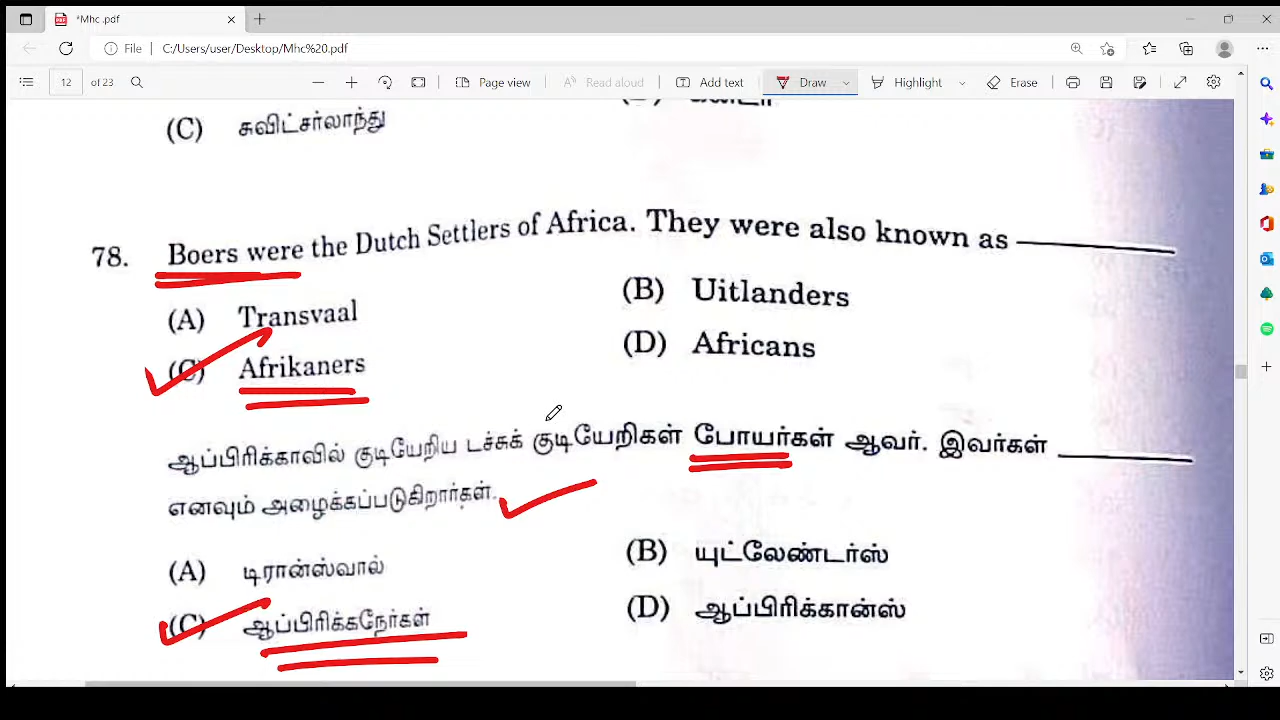 *Mhc .pdf
File | C:/Users/user/Desktop/Mhc%20.pdf
12 of 23 Page view Read aloud Add text Draw Highlight Erase
(C) சுவிட்சர்லாந்து
78. Boers were the Dutch Settlers of Africa. They were also known as
(A) Transvaal (B) Uitlanders
(C) Afrikaners (D) Africans
ஆப்பிரிக்காவில் குடியேறிய டச்சுக் குடியேறிகள் போயர்கள் ஆவர். இவர்கள்
எனவும் அழைக்கப்படுகிறார்கள்.
(A) டிரான்ஸ்வால் (B) யுட்லேண்டர்ஸ்
(C) ஆப்பிரிக்கநேர்கள் (D) ஆப்பிரிக்கான்ஸ்